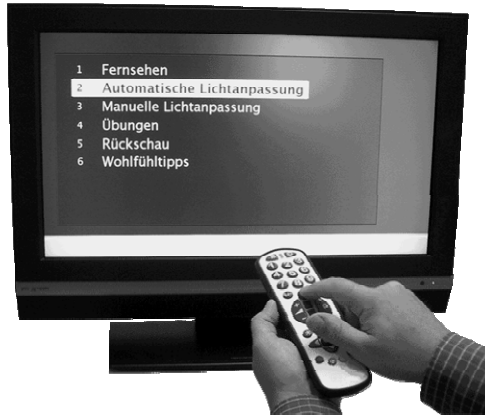 1 Fernsehen
2 Automatische Lichtanpassung
3 Manuelle Lichtanpassung
4 Übungen
5 Rückschau
6 Wohlfühltipps